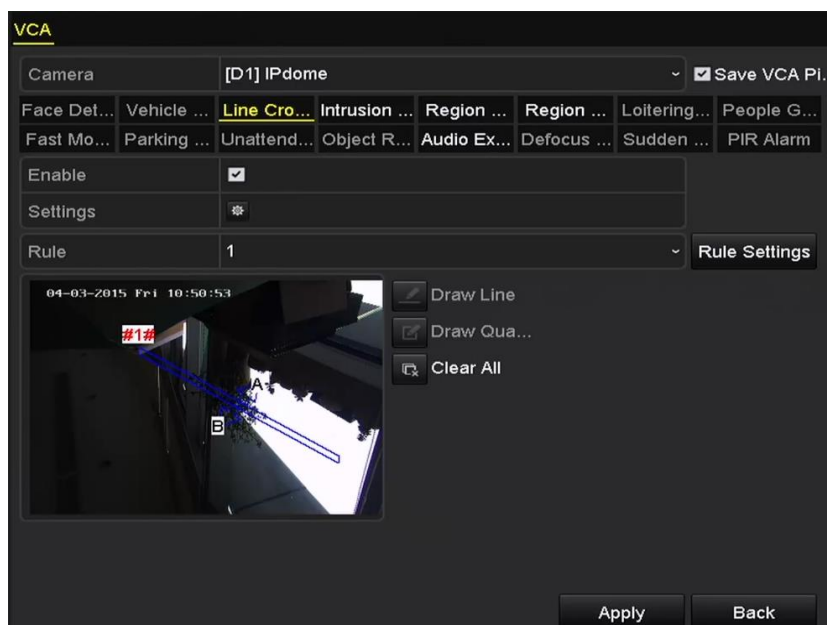 VCA
Camera [D1] IPdome Save VCA Pi.
Face Det... Vehicle ... Line Cro... Intrusion ... Region ... Region ... Loitering... People G...
Fast Mo... Parking ... Unattend... Object R... Audio Ex... Defocus ... Sudden ... PIR Alarm
Enable
Settings
Rule 1 Rule Settings
04-03-2015 Fri 10:50:53
#1#
A
B
Draw Line
Draw Qua...
Clear All
Apply Back